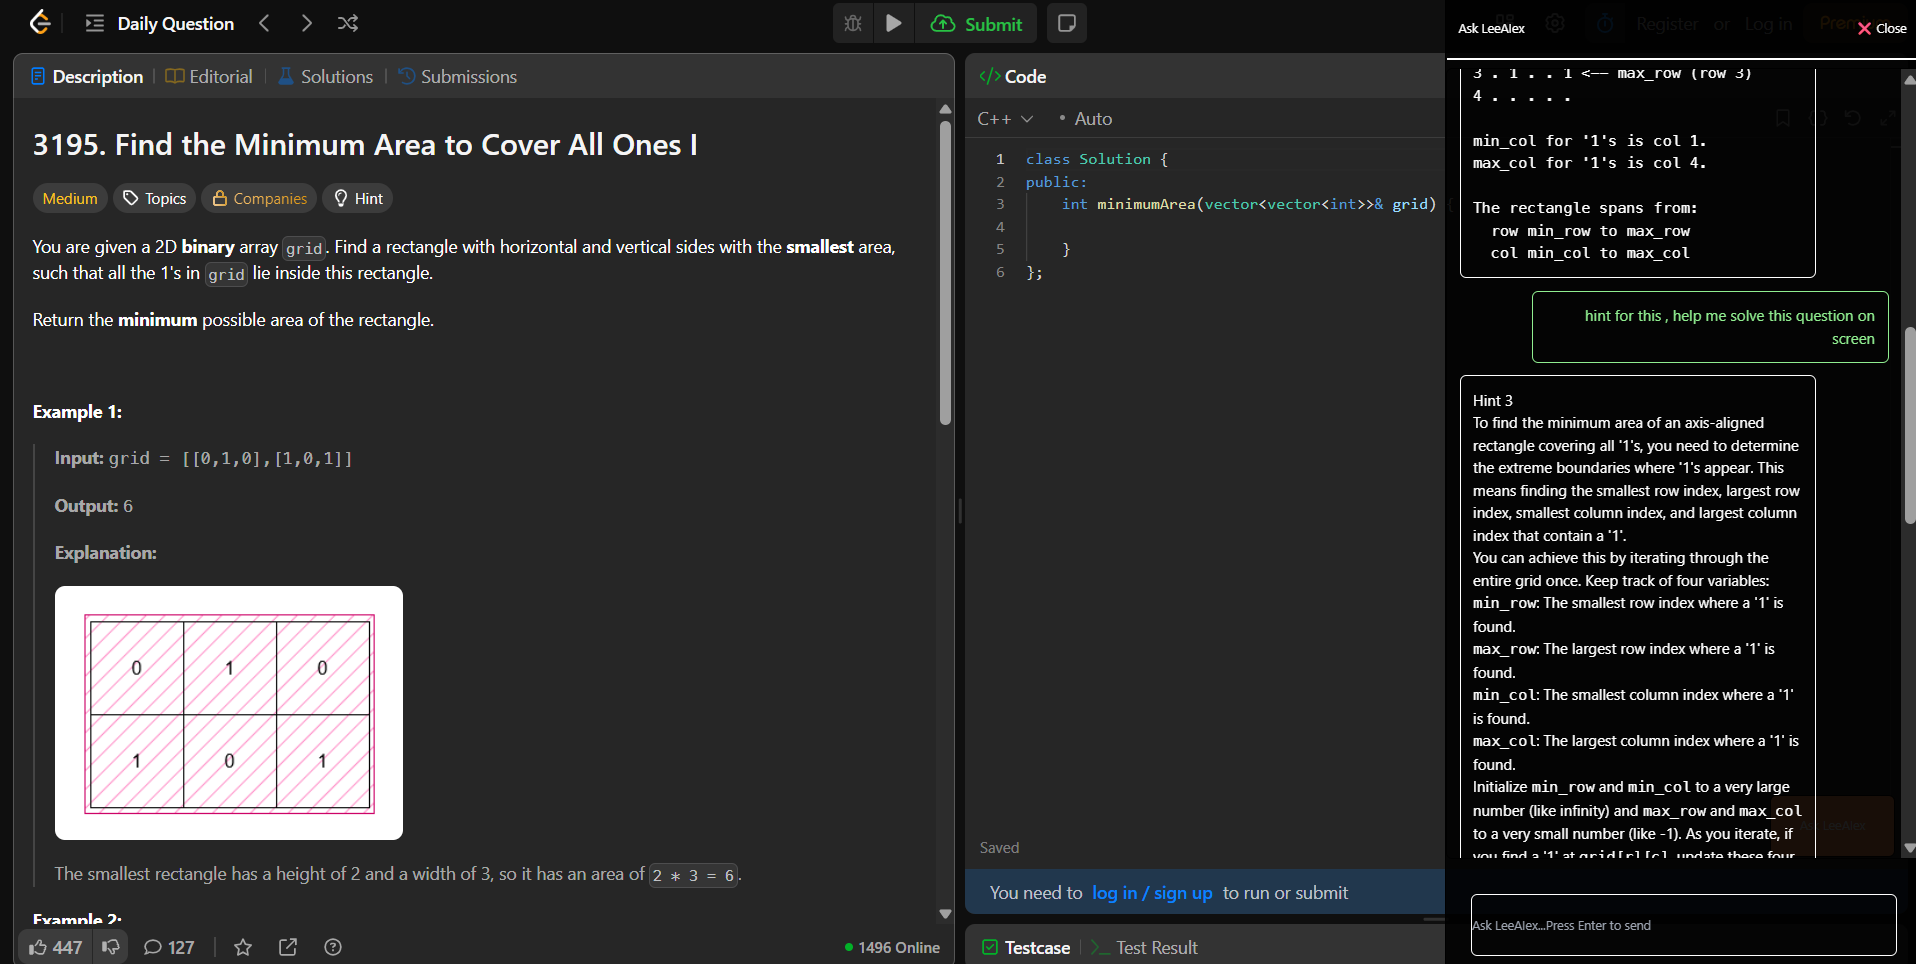 Daily Question
Submit
Ask LeeAlex
Register or Log in
Close
Description
Editorial
Solutions
Submissions
3195. Find the Minimum Area to Cover All Ones I
Medium
Topics
Companies
Hint
You are given a 2D binary array grid. Find a rectangle with horizontal and vertical sides with the smallest area,
such that all the 1's in grid lie inside this rectangle.
Return the minimum possible area of the rectangle.
Example 1:
Input: grid = [[0,1,0],[1,0,1]]
Output: 6
Explanation:
0 1 0
1 0 1
The smallest rectangle has a height of 2 and a width of 3, so it has an area of 2 * 3 = 6.
Example 2:
447
127
1496 Online
</> Code
C++
• Auto
1 class Solution {
2 public:
3 int minimumArea(vector<vector<int>>& grid) {
4
5 }
6 };
Saved
You need to log in / sign up to run or submit
Testcase
Test Result
3 . 1 . . 1 <-- max_row (row 3)
4 . . . . .
min_col for '1's is col 1.
max_col for '1's is col 4.
The rectangle spans from:
row min_row to max_row
col min_col to max_col
hint for this , help me solve this question on
screen
Hint 3
To find the minimum area of an axis-aligned
rectangle covering all '1's, you need to determine
the extreme boundaries where '1's appear. This
means finding the smallest row index, largest row
index, smallest column index, and largest column
index that contain a '1'.
You can achieve this by iterating through the
entire grid once. Keep track of four variables:
min_row: The smallest row index where a '1' is
found.
max_row: The largest row index where a '1' is
found.
min_col: The smallest column index where a '1'
is found.
max_col: The largest column index where a '1' is
found.
Initialize min_row and min_col to a very large
number (like infinity) and max_row and max_col
to a very small number (like -1). As you iterate, if
you find a '1' at grid[r][c], update these four
Ask LeeAlex...Press Enter to send